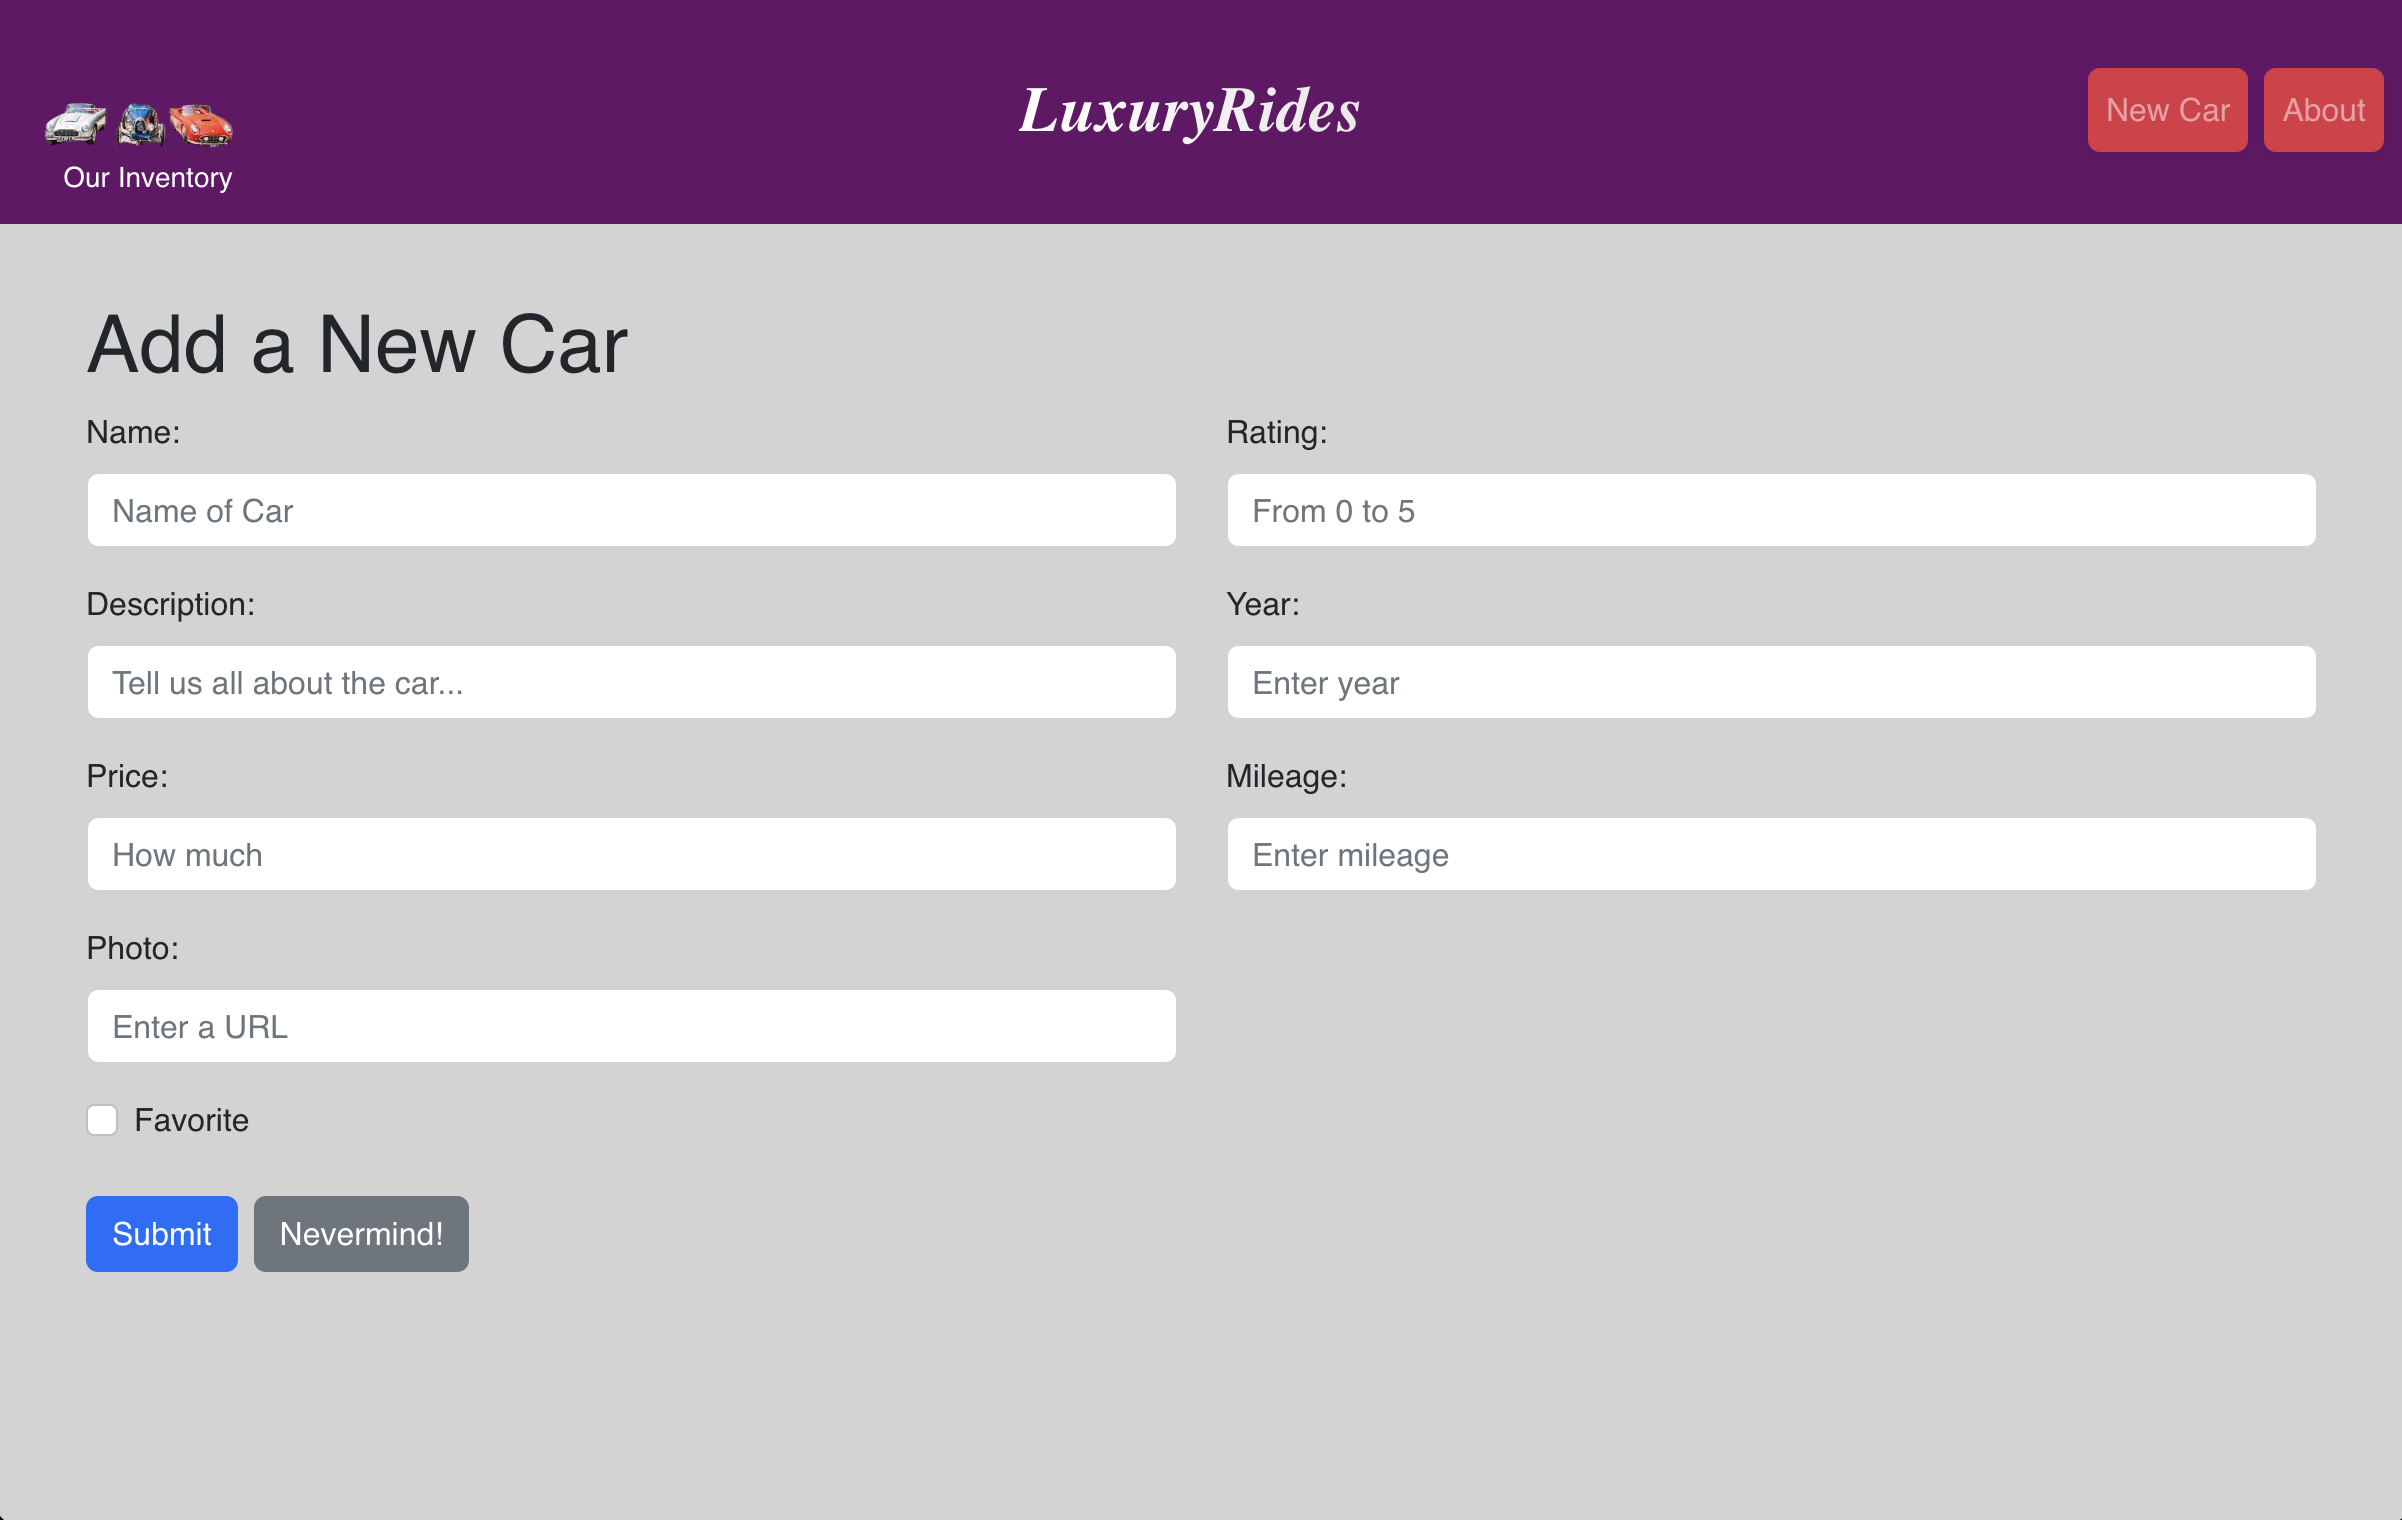 LuxuryRides
New Car
About
Our Inventory
Add a New Car
Name:
Name of Car
Rating:
From 0 to 5
Description:
Tell us all about the car...
Year:
Enter year
Price:
How much
Mileage:
Enter mileage
Photo:
Enter a URL
Favorite
Submit
Nevermind!